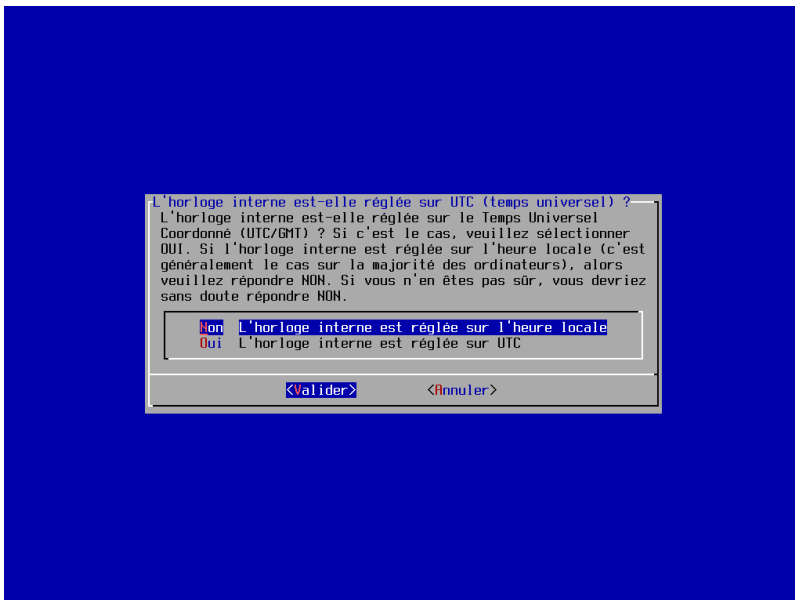 L'horloge interne est-elle réglée sur UTC (temps universel) ?
L'horloge interne est-elle réglée sur le Temps Universel
Coordonné (UTC/GMT) ? Si c'est le cas, veuillez sélectionner
OUI. Si l'horloge interne est réglée sur l'heure locale (c'est
généralement le cas sur la majorité des ordinateurs), alors
veuillez répondre NON. Si vous n'en êtes pas sûr, vous devriez
sans doute répondre NON.
Non L'horloge interne est réglée sur l'heure locale
Oui L'horloge interne est réglée sur UTC
<Valider> <Annuler>